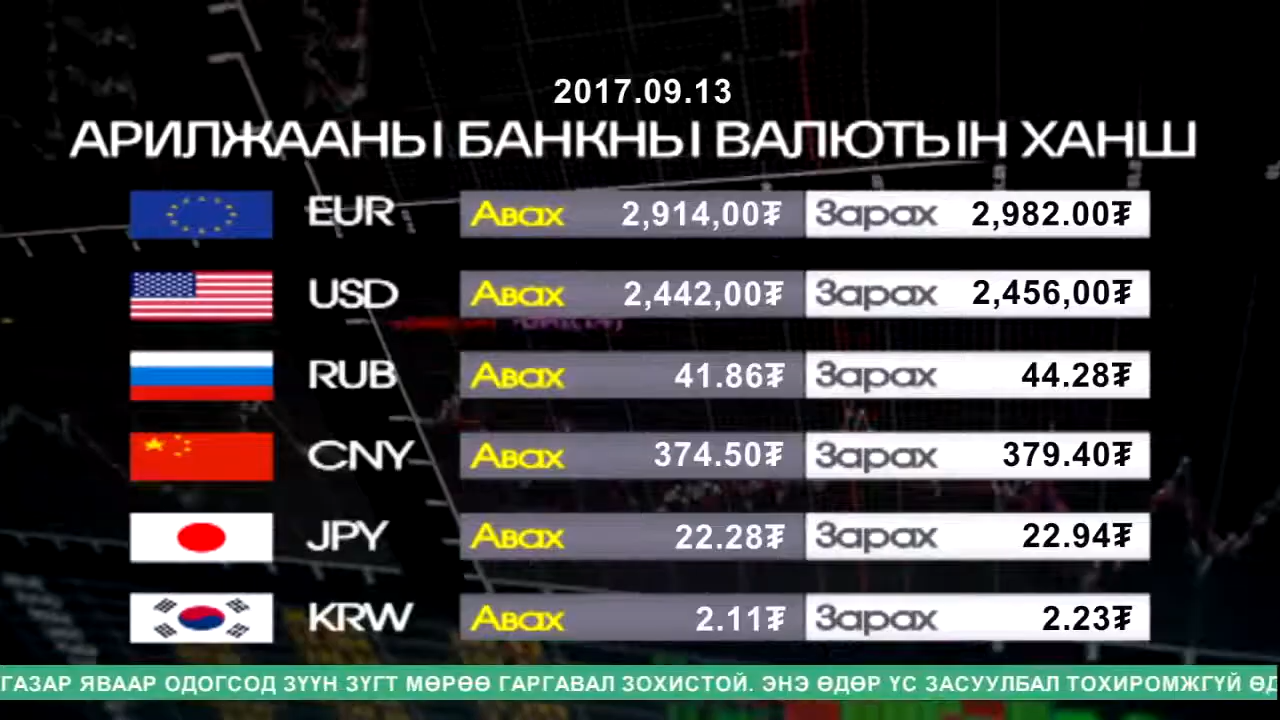 2017.09.13
АРИЛЖААНЫ БАНКНЫ ВАЛЮТЫН ХАНШ
EUR Авах 2,914,00₮ Зарах 2,982.00₮
USD Авах 2,442,00₮ Зарах 2,456,00₮
RUB Авах 41.86₮ Зарах 44.28₮
CNY Авах 374.50₮ Зарах 379.40₮
JPY Авах 22.28₮ Зарах 22.94₮
KRW Авах 2.11₮ Зарах 2.23₮
ГАЗАР ЯВААР ОДОГСОД ЗҮҮН ЗҮГТ МӨРӨӨ ГАРГАВАЛ ЗОХИСТОЙ. ЭНЭ ӨДӨР ҮС ЗАСУУЛБАЛ ТОХИРОМЖГҮЙ ӨД